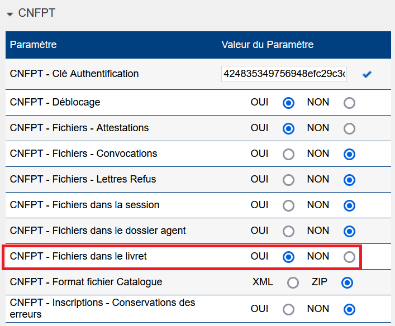 CNFPT
Paramètre Valeur du Paramètre
CNFPT - Clé Authentification 424835349756948efc29c3c
CNFPT - Déblocage OUI NON
CNFPT - Fichiers - Attestations OUI NON
CNFPT - Fichiers - Convocations OUI NON
CNFPT - Fichiers - Lettres Refus OUI NON
CNFPT - Fichiers dans la session OUI NON
CNFPT - Fichiers dans le dossier agent OUI NON
CNFPT - Fichiers dans le livret OUI NON
CNFPT - Format fichier Catalogue XML ZIP
CNFPT - Inscriptions - Conservations des OUI NON
erreurs